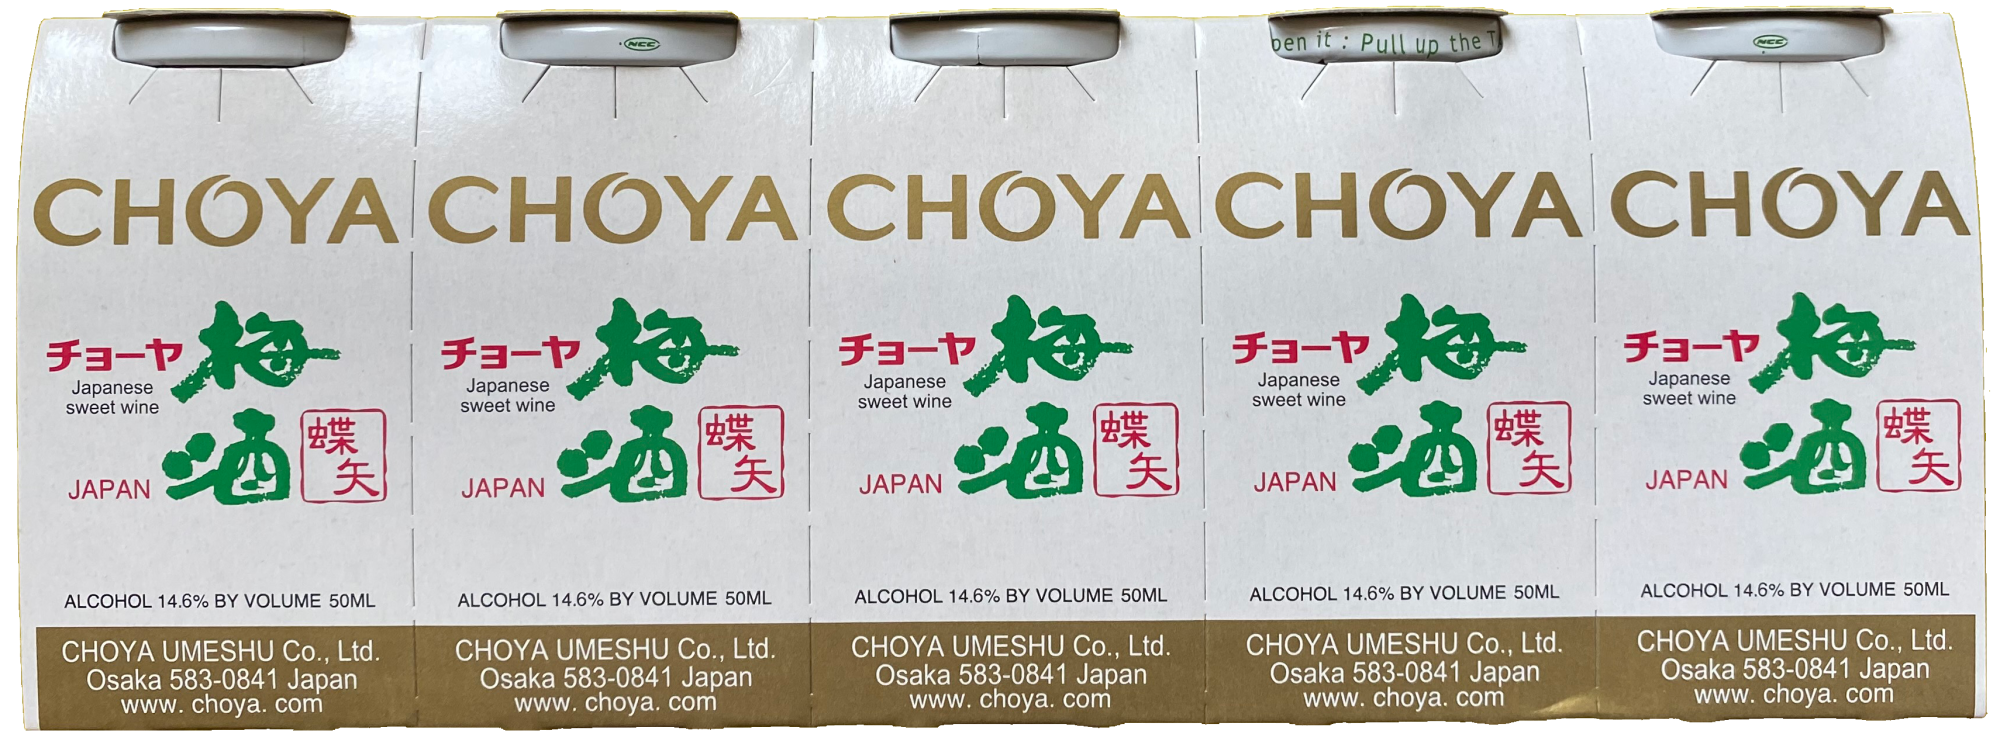 NCC
pen it : Pull up the T
NCC
CHOYA
チョーヤ
Japanese
sweet wine
梅酒
蝶矢
JAPAN
ALCOHOL 14.6% BY VOLUME 50ML
CHOYA UMESHU Co., Ltd.
Osaka 583-0841 Japan
www. choya. com
CHOYA
チョーヤ
Japanese
sweet wine
梅酒
蝶矢
JAPAN
ALCOHOL 14.6% BY VOLUME 50ML
CHOYA UMESHU Co., Ltd.
Osaka 583-0841 Japan
www. choya. com
CHOYA
チョーヤ
Japanese
sweet wine
梅酒
蝶矢
JAPAN
ALCOHOL 14.6% BY VOLUME 50ML
CHOYA UMESHU Co., Ltd.
Osaka 583-0841 Japan
www. choya. com
CHOYA
チョーヤ
Japanese
sweet wine
梅酒
蝶矢
JAPAN
ALCOHOL 14.6% BY VOLUME 50ML
CHOYA UMESHU Co., Ltd.
Osaka 583-0841 Japan
www. choya. com
CHOYA
チョーヤ
Japanese
sweet wine
梅酒
蝶矢
JAPAN
ALCOHOL 14.6% BY VOLUME 50ML
CHOYA UMESHU Co., Ltd.
Osaka 583-0841 Japan
www. choya. com